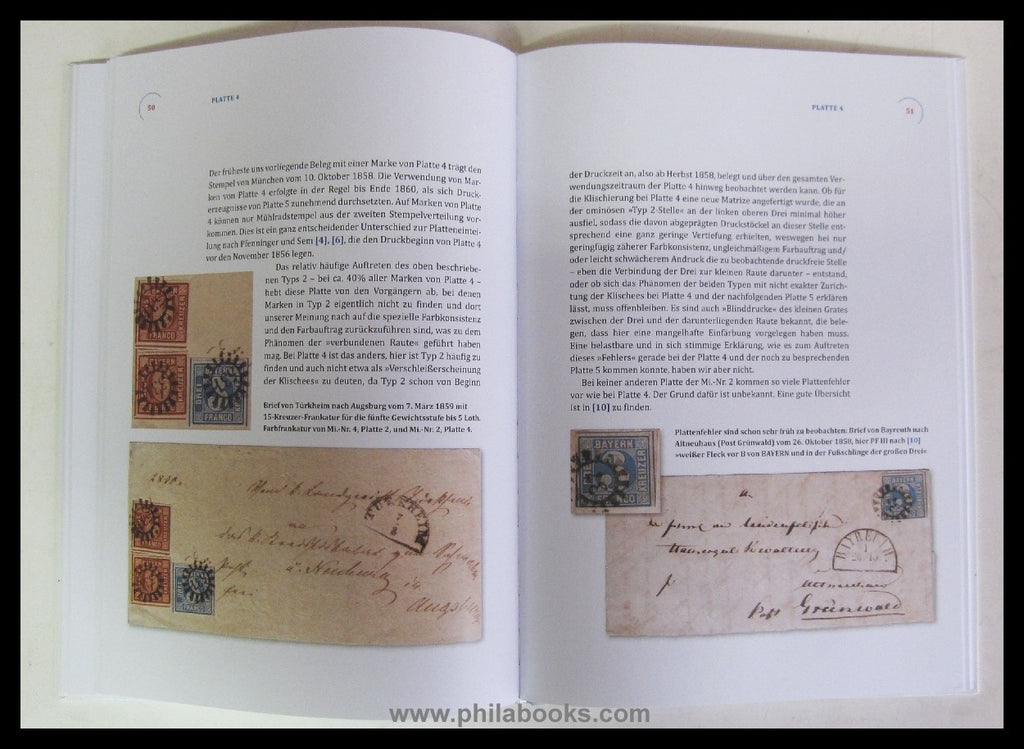 50
PLATTE 4
Der früheste uns vorliegende Beleg mit einer Marke von Platte 4 trägt den
Stempel von München vom 10. Oktober 1858. Die Verwendung von Mar-
ken von Platte 4 erfolgte in der Regel bis Ende 1860, als sich Druck-
erzeugnisse von Platte 5 zunehmend durchsetzten. Auf Marken von Platte
4 können nur Mühlradstempel aus der zweiten Stempelverteilung vor-
kommen. Dies ist ein ganz entscheidender Unterschied zur Platteneintei-
lung nach Pfenninger und Sem [4], [6], die den Druckbeginn von Platte 4
vor den November 1856 legen.
Das relativ häufige Auftreten des oben beschriebe-
nen Typs 2 – bei ca. 40% aller Marken von Platte 4 –
hebt diese Platte von den Vorgängern ab, bei denen
Marken in Typ 2 eigentlich nicht zu finden und dort
unserer Meinung nach auf die spezielle Farbkonsistenz
und den Farbauftrag zurückzuführen sind, was zu dem
Phänomen der »verbundenen Raute« geführt haben
mag. Bei Platte 4 ist das anders, hier ist Typ 2 häufig zu
finden und auch nicht etwa als »Verschleißerscheinung
der Klischees« zu deuten, da Typ 2 schon von Beginn
Brief von Türkheim nach Augsburg vom 7. März 1859 mit
15-Kreuzer-Frankatur für die fünfte Gewichtsstufe bis 5 Loth.
Farbfrankatur von Mi.-Nr. 4, Platte 2, und Mi.-Nr. 2, Platte 4.
FRANCO
BAYERN
KREUZER
FRANCO
DREI
FRANCO
TÜRKHEIM
7
Augsburg
PLATTE 4
51
der Druckzeit an, also ab Herbst 1858, belegt und über den gesamten Ver-
wendungszeitraum der Platte 4 hinweg beobachtet werden kann. Ob für
die Klischierung bei Platte 4 eine neue Matrize angefertigt wurde, die an
der ominösen »Typ 2-Stelle« an der linken oberen Drei minimal höher
ausfiel, sodass die davon abgeprägten Druckstöckel an dieser Stelle ent-
sprechend eine ganz geringe Vertiefung erhielten, weswegen bei nur
geringfügig zäherer Farbkonsistenz, ungleichmäßigem Farbauftrag und/
oder leicht schwächerem Andruck die zu beobachtende druckfreie Stelle
– eben die Verbindung der Drei zur kleinen Raute darunter – entstand,
oder ob sich das Phänomen der beiden Typen mit nicht exakter Zurich-
tung der Klischees bei Platte 4 und der nachfolgenden Platte 5 erklären
lässt, muss offenbleiben. Es sind auch »Blinddrucke« des kleinen Grates
zwischen der Drei und der darunterliegenden Raute bekannt, die bele-
gen, dass hier eine mangelhafte Einfärbung vorgelegen haben muss.
Eine belastbare und in sich stimmige Erklärung, wie es zum Auftreten
dieses »Fehlers« gerade bei der Platte 4 und der noch zu besprechenden
Platte 5 kommen konnte, haben wir aber nicht.
Bei keiner anderen Platte der Mi.-Nr. 2 kommen so viele Plattenfehler
vor wie bei Platte 4. Der Grund dafür ist unbekannt. Eine gute Übersicht
ist in [10] zu finden.
Plattenfehler sind schon sehr früh zu beobachten: Brief von Bayreuth nach
Altneuhaus (Post Grünwald) vom 26. Oktober 1858, hier PF III nach [10]
»weißer Fleck vor B von BAYERN und in der Fußschlinge der großen Drei«
BAYERN
KREUZER
BAYREUTH
Post Grünwald
www.philabooks.com